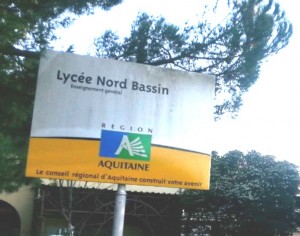 Lycée Nord Bassin
Enseignement général
RÉGION
AQUITAINE
Le conseil régional d'Aquitaine construit votre avenir